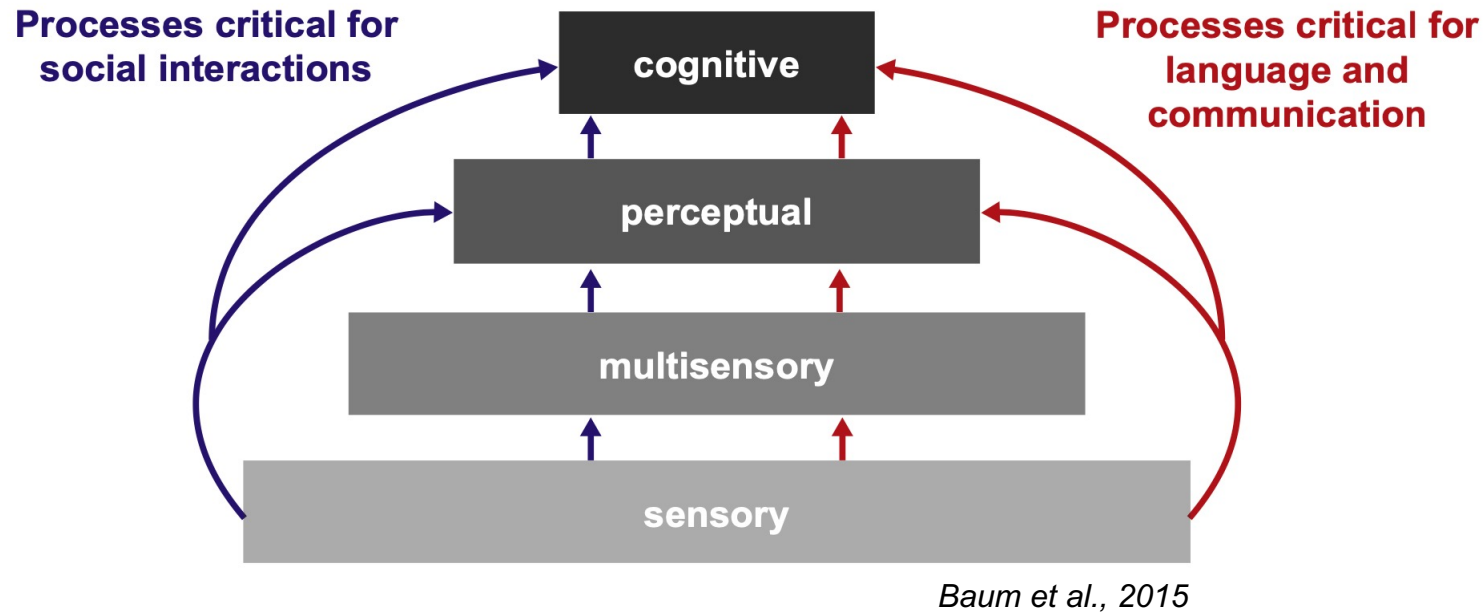 Processes critical for
social interactions
Processes critical for
language and
communication
cognitive
perceptual
multisensory
sensory
Baum et al., 2015